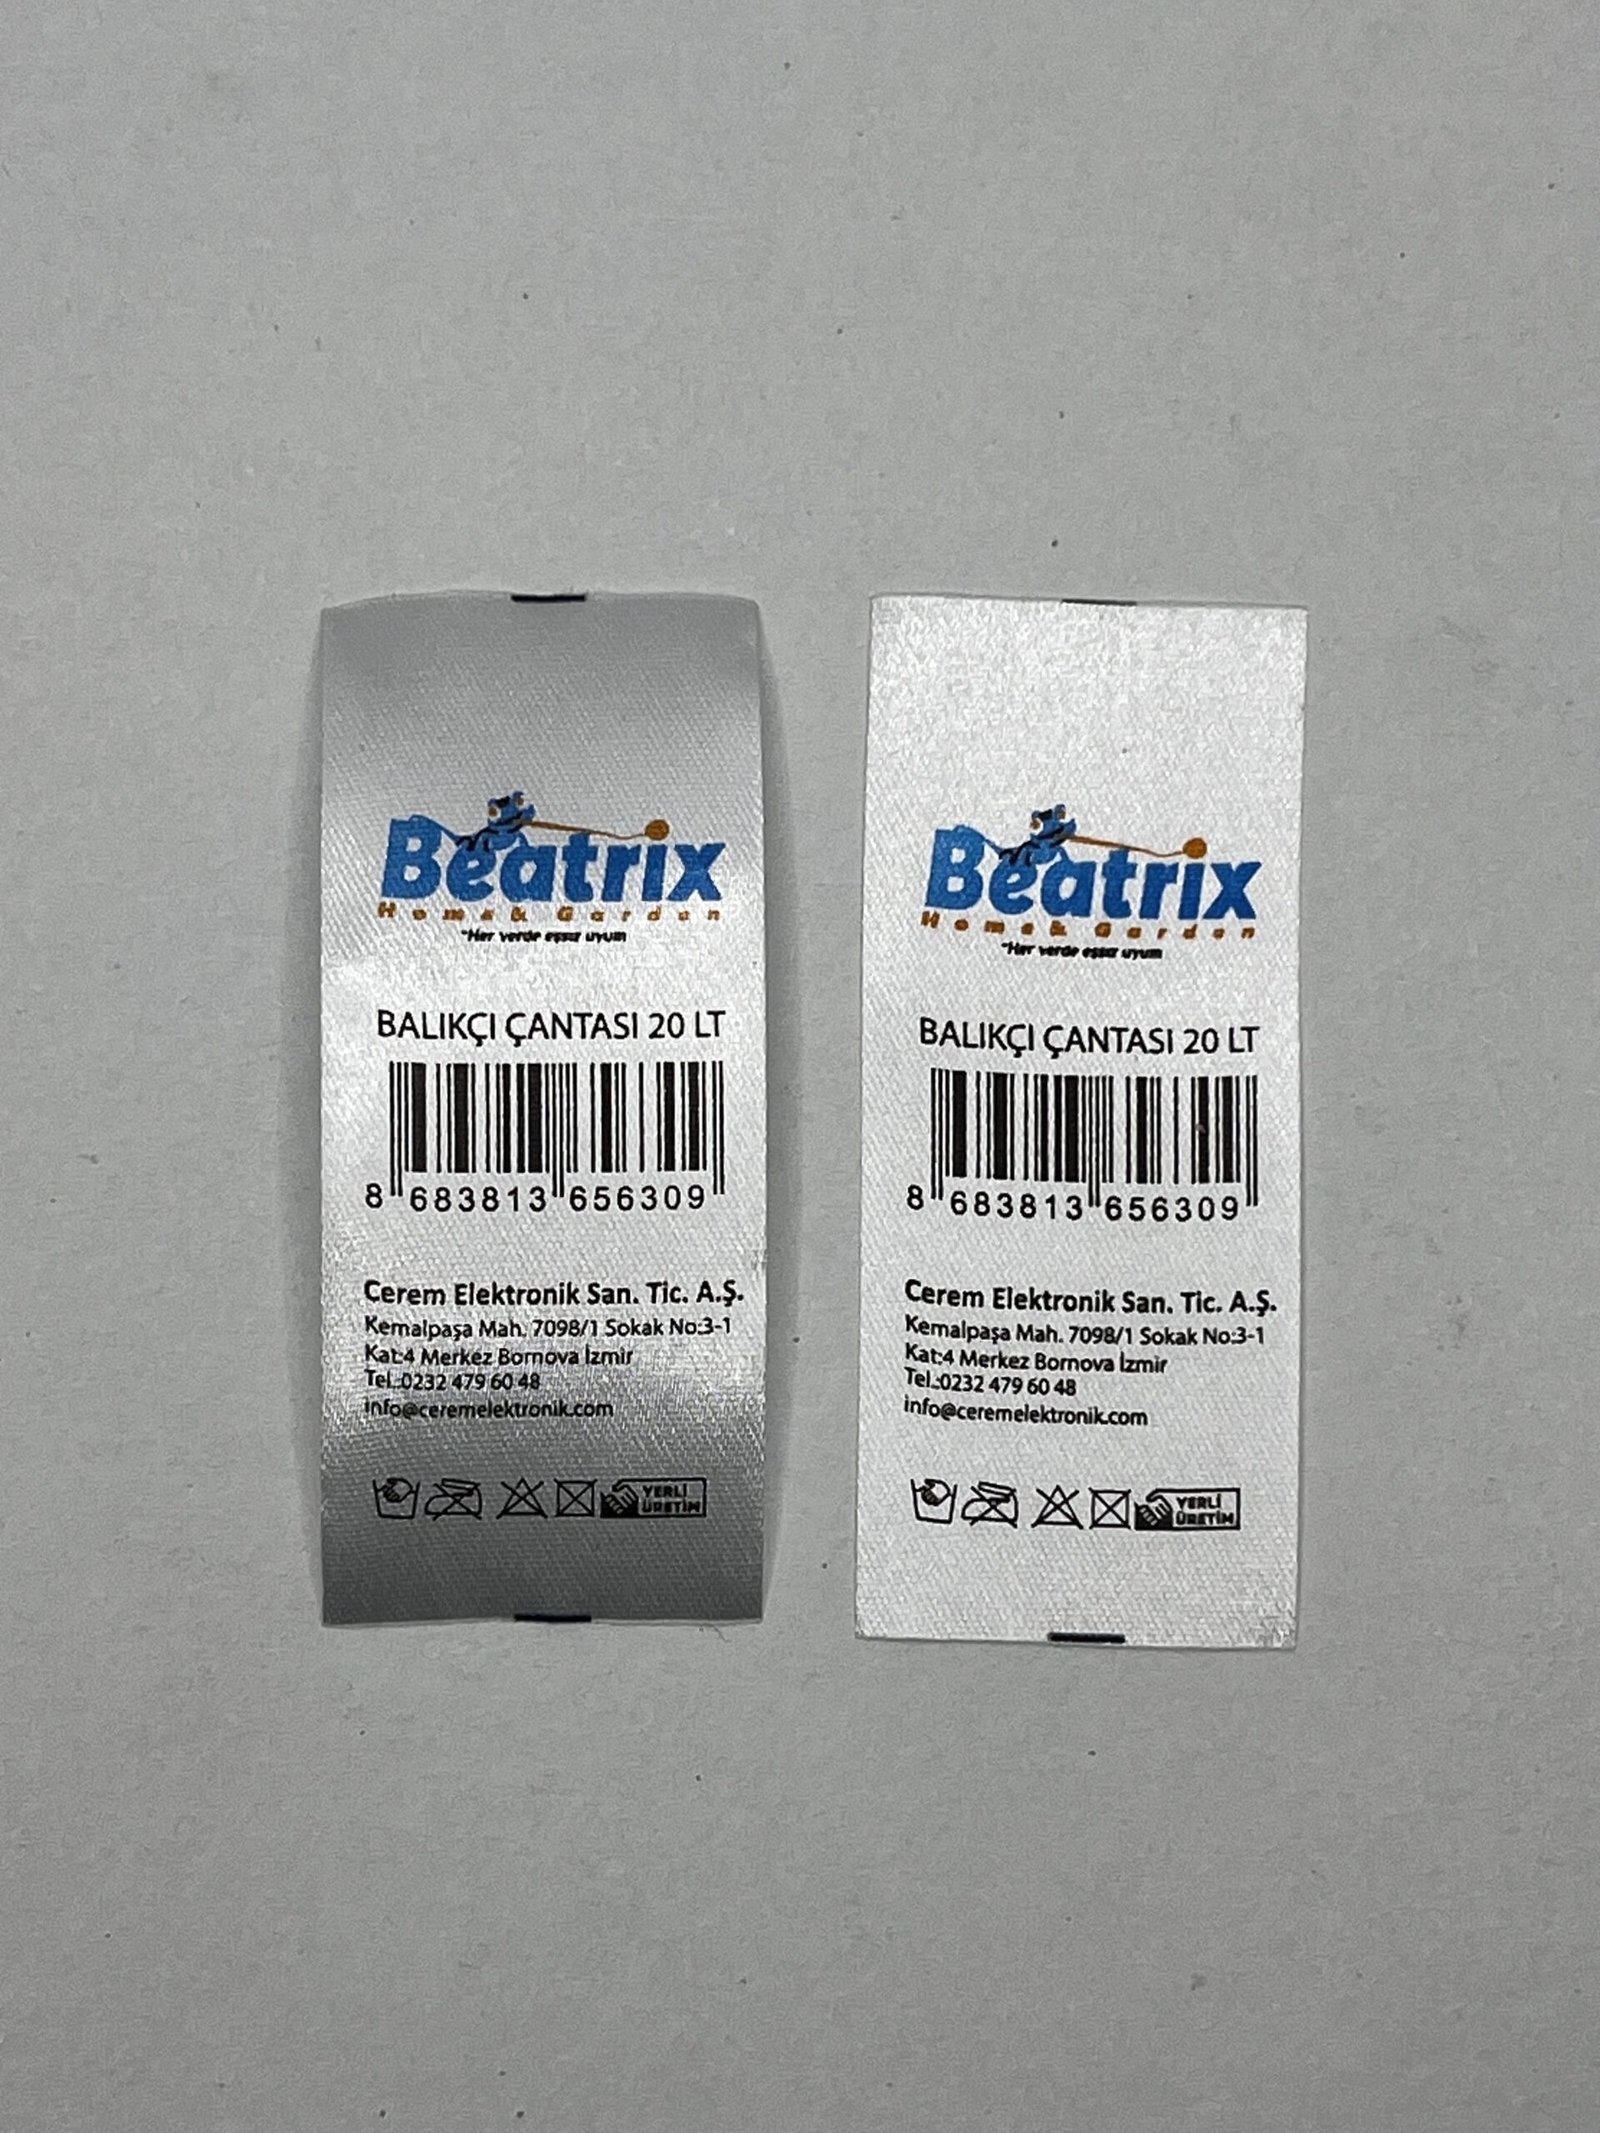 Beatrix
Home & Garden
"Her yerde eşsiz uyum
BALIKÇI ÇANTASI 20 LT
8 683813 656309
Cerem Elektronik San. Tic. A.Ş.
Kemalpaşa Mah. 7098/1 Sokak No:3-1
Kat:4 Merkez Bornova İzmir
Tel.:0232 479 60 48
info@ceremelektronik.com
YERLİ
ÜRETİM
Beatrix
Home & Garden
"Her yerde eşsiz uyum
BALIKÇI ÇANTASI 20 LT
8 683813 656309
Cerem Elektronik San. Tic. A.Ş.
Kemalpaşa Mah. 7098/1 Sokak No:3-1
Kat:4 Merkez Bornova İzmir
Tel.:0232 479 60 48
info@ceremelektronik.com
YERLİ
ÜRETİM